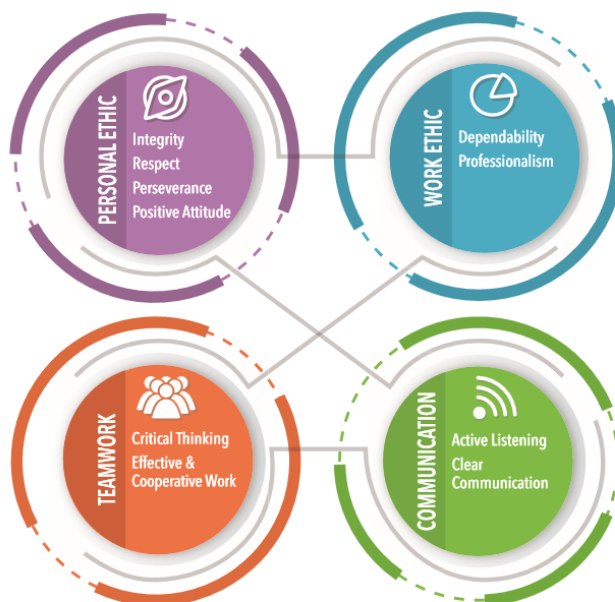 PERSONAL ETHIC
Integrity
Respect
Perseverance
Positive Attitude
WORK ETHIC
Dependability
Professionalism
TEAMWORK
Critical Thinking
Effective &
Cooperative Work
COMMUNICATION
Active Listening
Clear
Communication